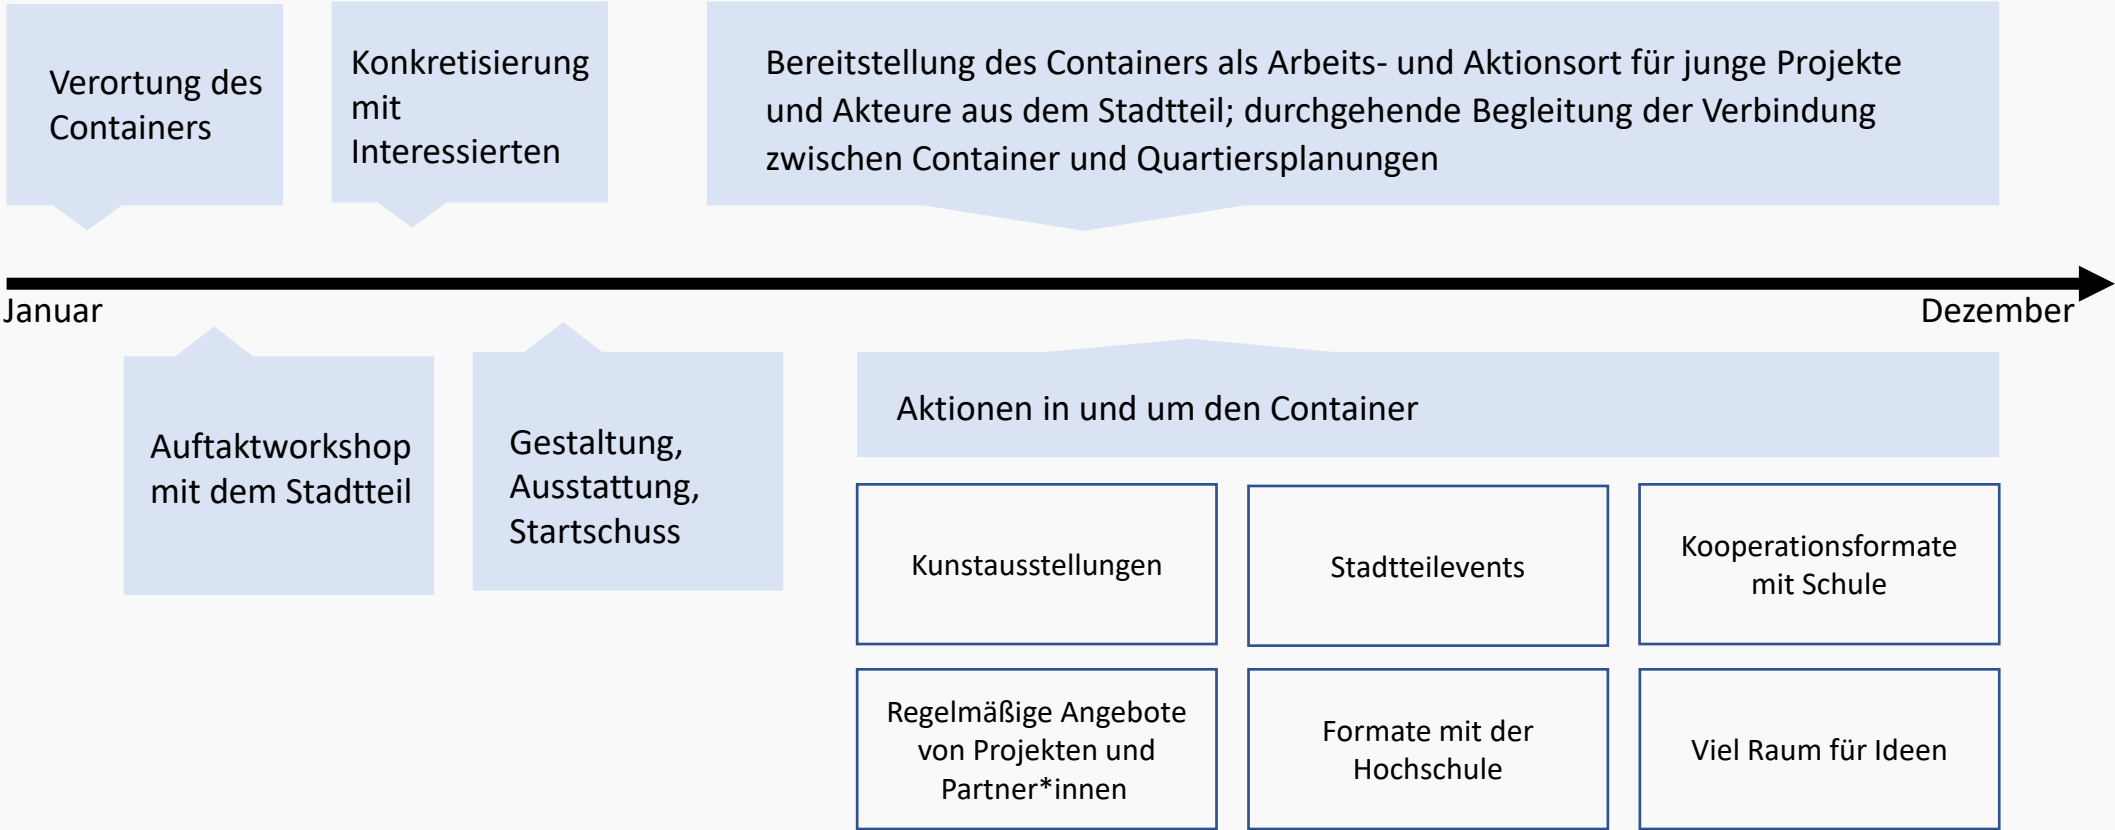 Verortung des
Containers
Konkretisierung
mit
Interessierten
Bereitstellung des Containers als Arbeits- und Aktionsort für junge Projekte
und Akteure aus dem Stadtteil; durchgehende Begleitung der Verbindung
zwischen Container und Quartiersplanungen
Januar
Dezember
Auftaktworkshop
mit dem Stadtteil
Gestaltung,
Ausstattung,
Startschuss
Aktionen in und um den Container
Kunstausstellungen
Stadtteilevents
Kooperationsformate
mit Schule
Regelmäßige Angebote
von Projekten und
Partner*innen
Formate mit der
Hochschule
Viel Raum für Ideen